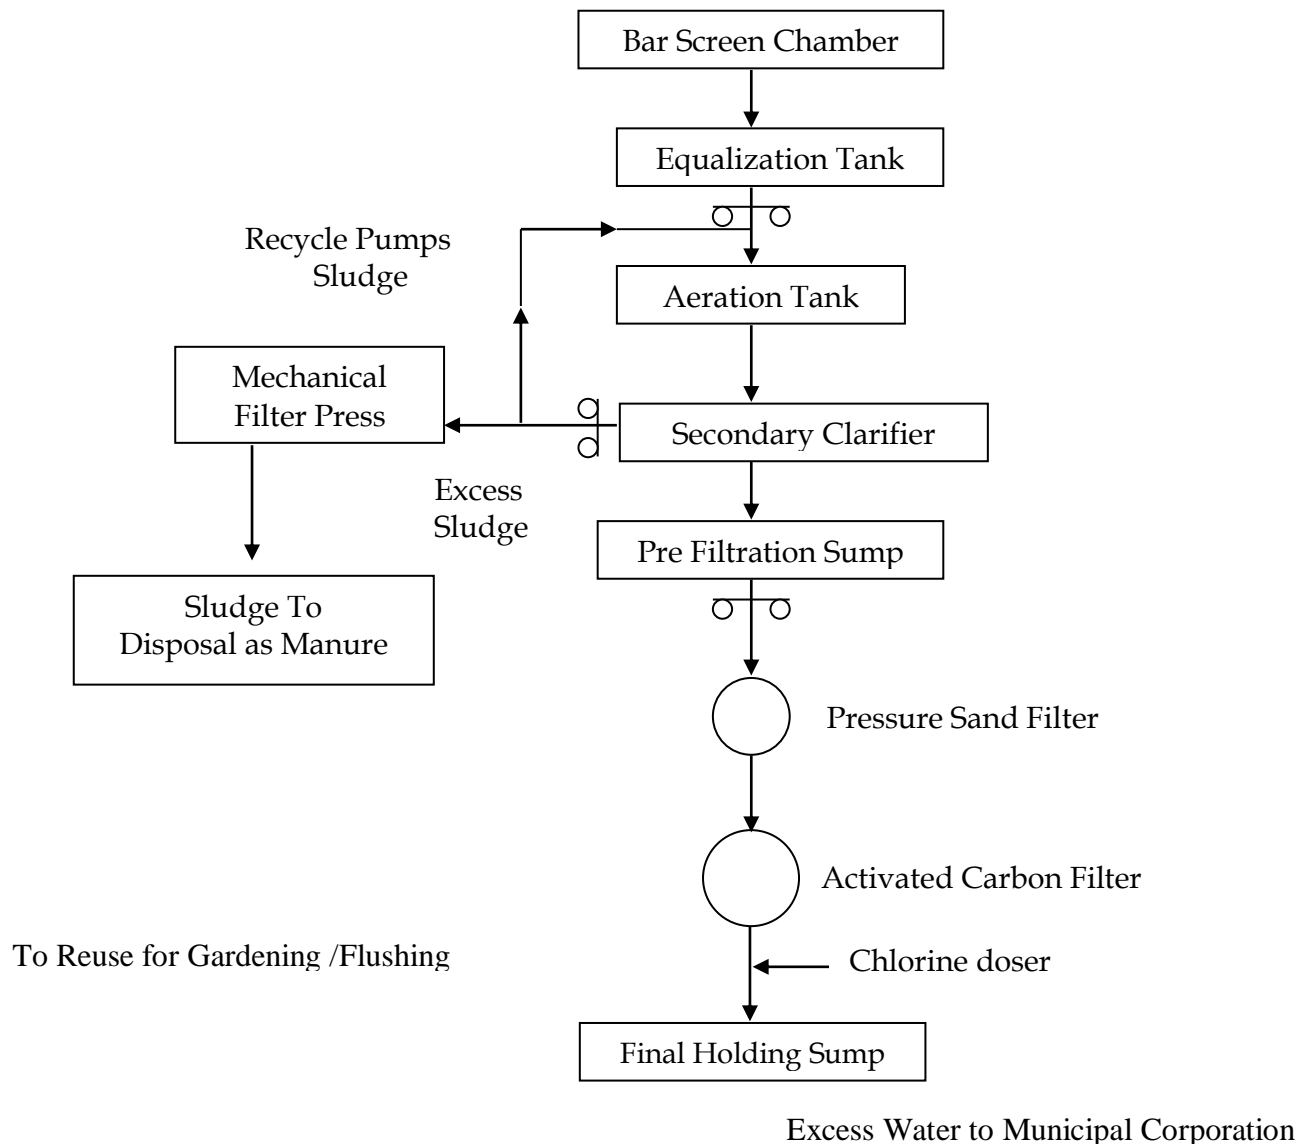 Bar Screen Chamber
Equalization Tank
Recycle Pumps
Sludge
Aeration Tank
Mechanical
Filter Press
Secondary Clarifier
Excess
Sludge
Pre Filtration Sump
Sludge To
Disposal as Manure
Pressure Sand Filter
Activated Carbon Filter
To Reuse for Gardening /Flushing
Chlorine doser
Final Holding Sump
Excess Water to Municipal Corporation